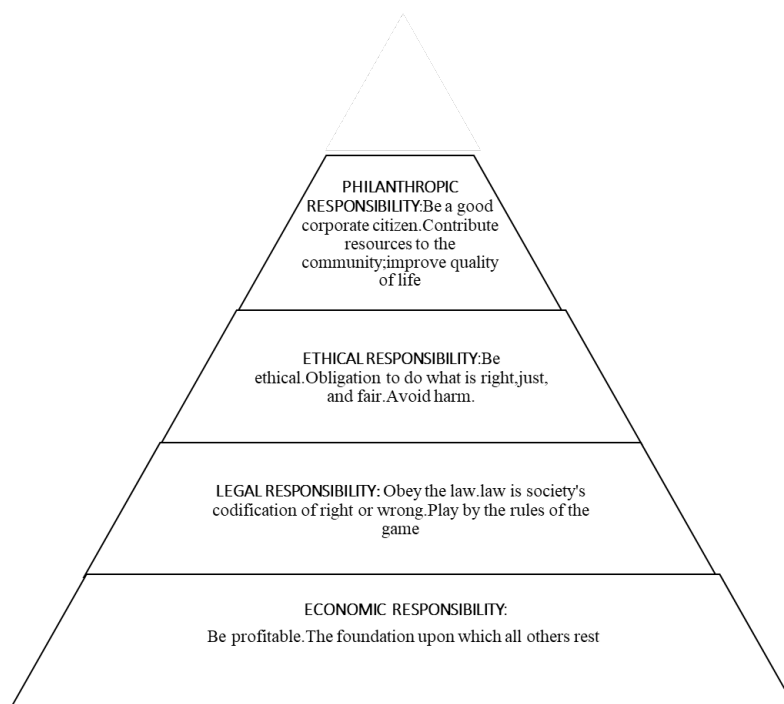 PHILANTHROPIC
RESPONSIBILITY:Be a good
corporate citizen.Contribute
resources to the
community;improve quality
of life
ETHICAL RESPONSIBILITY:Be
ethical.Obligation to do what is right,just,
and fair.Avoid harm.
LEGAL RESPONSIBILITY: Obey the law.law is society's
codification of right or wrong.Play by the rules of the
game
ECONOMIC RESPONSIBILITY:
Be profitable.The foundation upon which all others rest